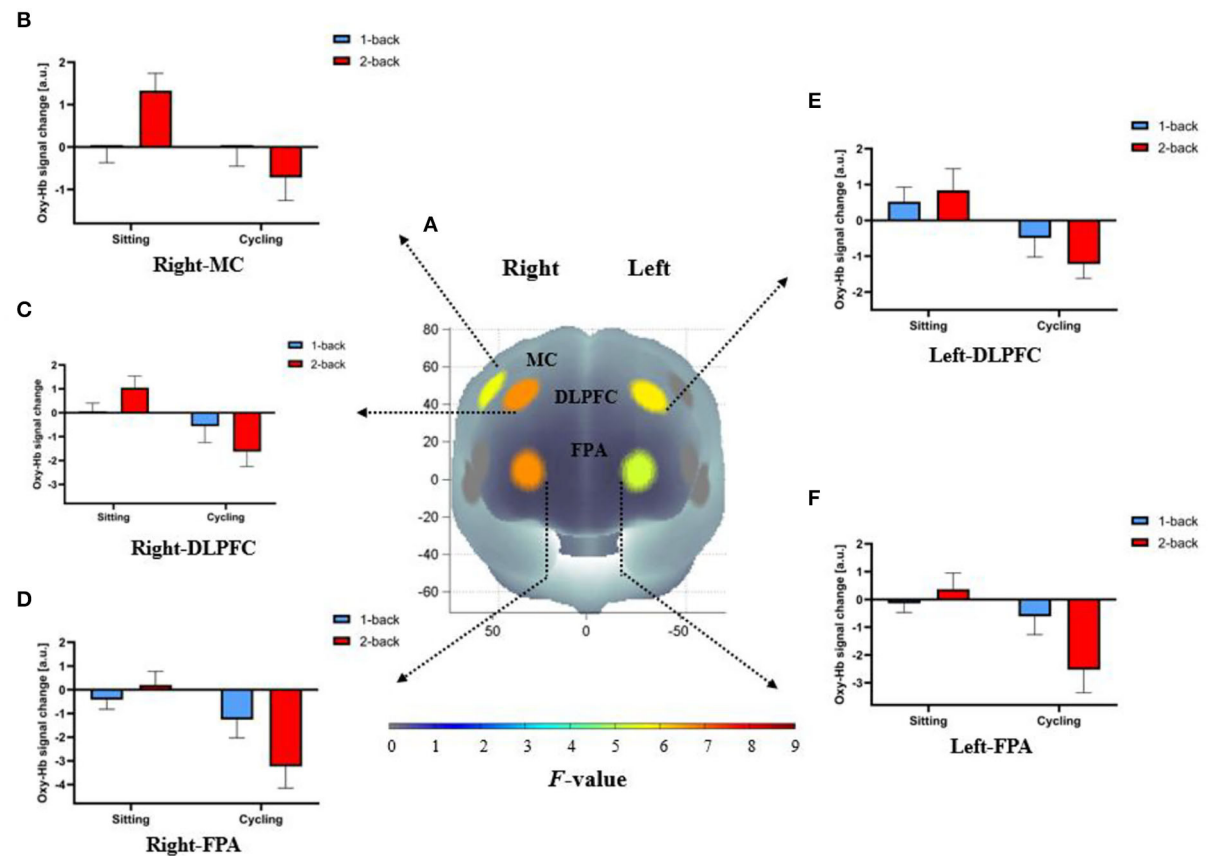 B
1-back
2-back
Oxy-Hb signal change [a.u.]
2
1
0
-1
Sitting Cycling
Right-MC
C
1-back
2-back
Oxy-Hb signal change
2
1
0
-1
-2
-3
Sitting Cycling
Right-DLPFC
D
1-back
2-back
Oxy-Hb signal change [a.u.]
2
1
0
-1
-2
-3
-4
Sitting Cycling
Right-FPA
A
Right Left
80
60
40
20
0
-20
-40
-60
50 0 -50
MC
DLPFC
FPA
0 1 2 3 4 5 6 7 8 9
F-value
E
1-back
2-back
Oxy-Hb signal change [a.u.]
2
1
0
-1
-2
Sitting Cycling
Left-DLPFC
F
1-back
2-back
Oxy-Hb signal change [a.u.]
2
1
0
-1
-2
-3
Sitting Cycling
Left-FPA